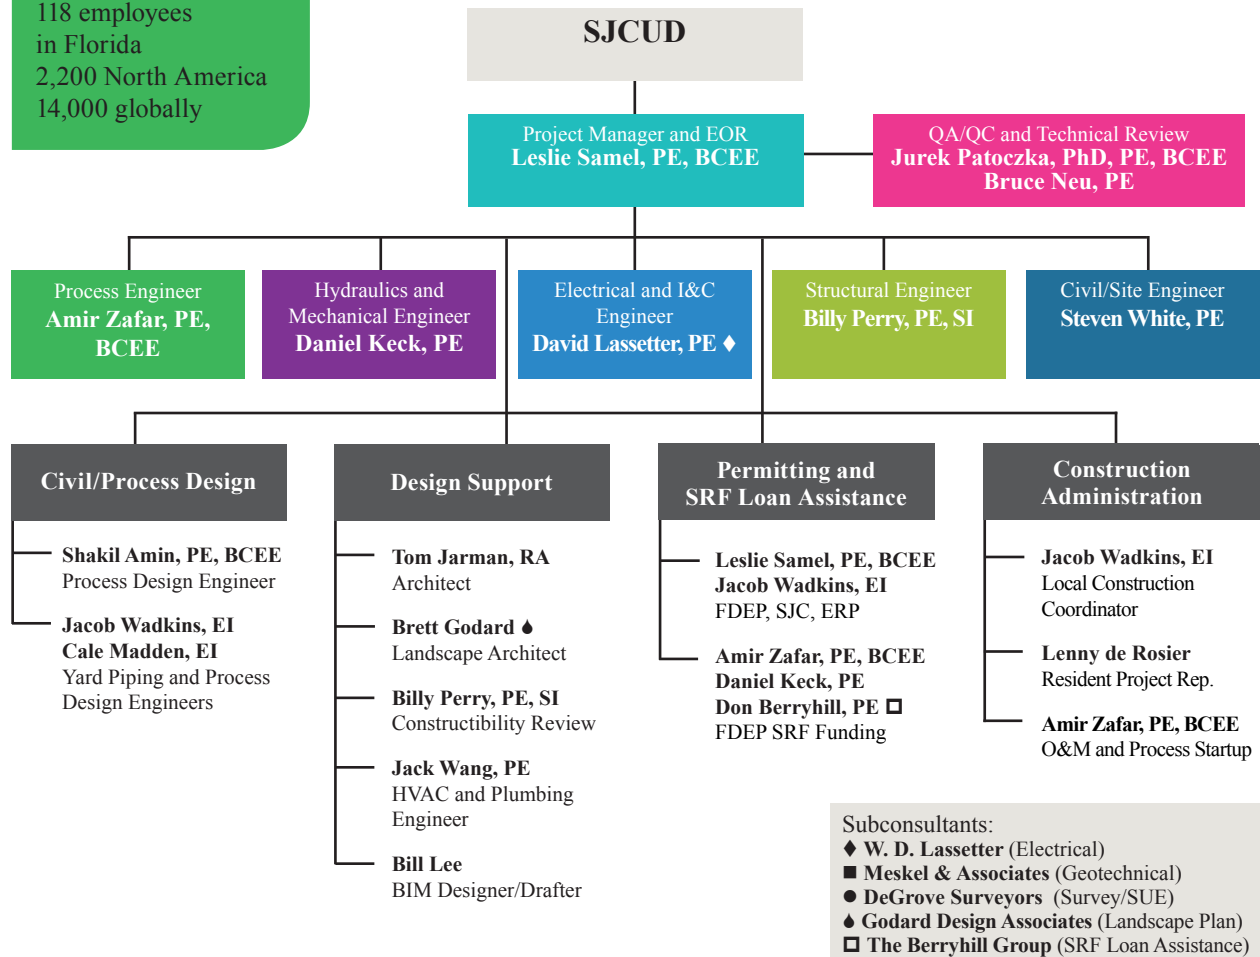 118 employees
in Florida
2,200 North America
14,000 globally
SJCUD
Project Manager and EOR
Leslie Samel, PE, BCEE
QA/QC and Technical Review
Jurek Patoczka, PhD, PE, BCEE
Bruce Neu, PE
Process Engineer
Amir Zafar, PE,
BCEE
Hydraulics and
Mechanical Engineer
Daniel Keck, PE
Electrical and I&C
Engineer
David Lassetter, PE ♦
Structural Engineer
Billy Perry, PE, SI
Civil/Site Engineer
Steven White, PE
Civil/Process Design
Shakil Amin, PE, BCEE
Process Design Engineer
Jacob Wadkins, EI
Cale Madden, EI
Yard Piping and Process
Design Engineers
Design Support
Tom Jarman, RA
Architect
Brett Godard
Landscape Architect
Billy Perry, PE, SI
Constructibility Review
Jack Wang, PE
HVAC and Plumbing
Engineer
Bill Lee
BIM Designer/Drafter
Permitting and
SRF Loan Assistance
Leslie Samel, PE, BCEE
Jacob Wadkins, EI
FDEP, SJC, ERP
Amir Zafar, PE, BCEE
Daniel Keck, PE
Don Berryhill, PE
FDEP SRF Funding
Construction
Administration
Jacob Wadkins, EI
Local Construction
Coordinator
Lenny de Rosier
Resident Project Rep.
Amir Zafar, PE, BCEE
O&M and Process Startup
Subconsultants:
♦ W. D. Lassetter (Electrical)
■ Meskel & Associates (Geotechnical)
● DeGrove Surveyors (Survey/SUE)
Godard Design Associates (Landscape Plan)
The Berryhill Group (SRF Loan Assistance)